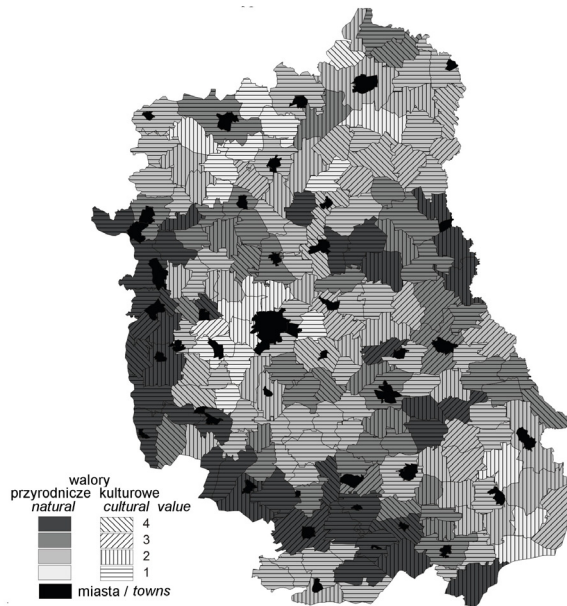 walory
przyrodnicze kulturowe
natural cultural value
4
3
2
1
miasta / towns